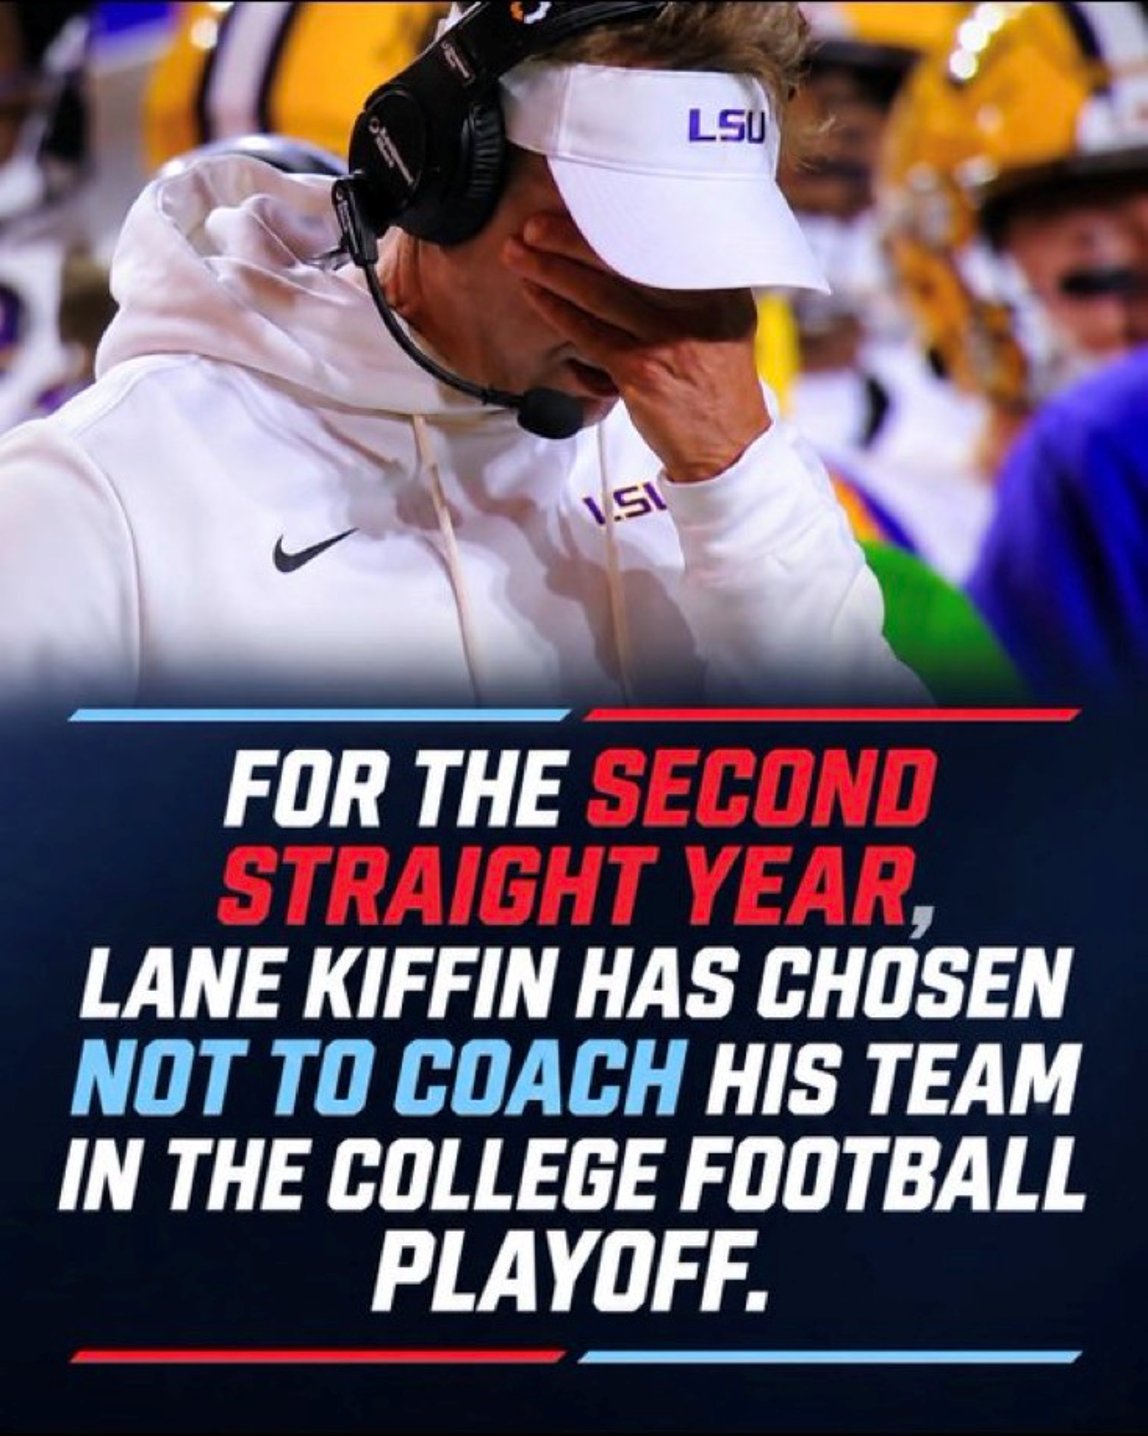 LSU
LSU
FOR THE SECOND
STRAIGHT YEAR,
LANE KIFFIN HAS CHOSEN
NOT TO COACH HIS TEAM
IN THE COLLEGE FOOTBALL
PLAYOFF.